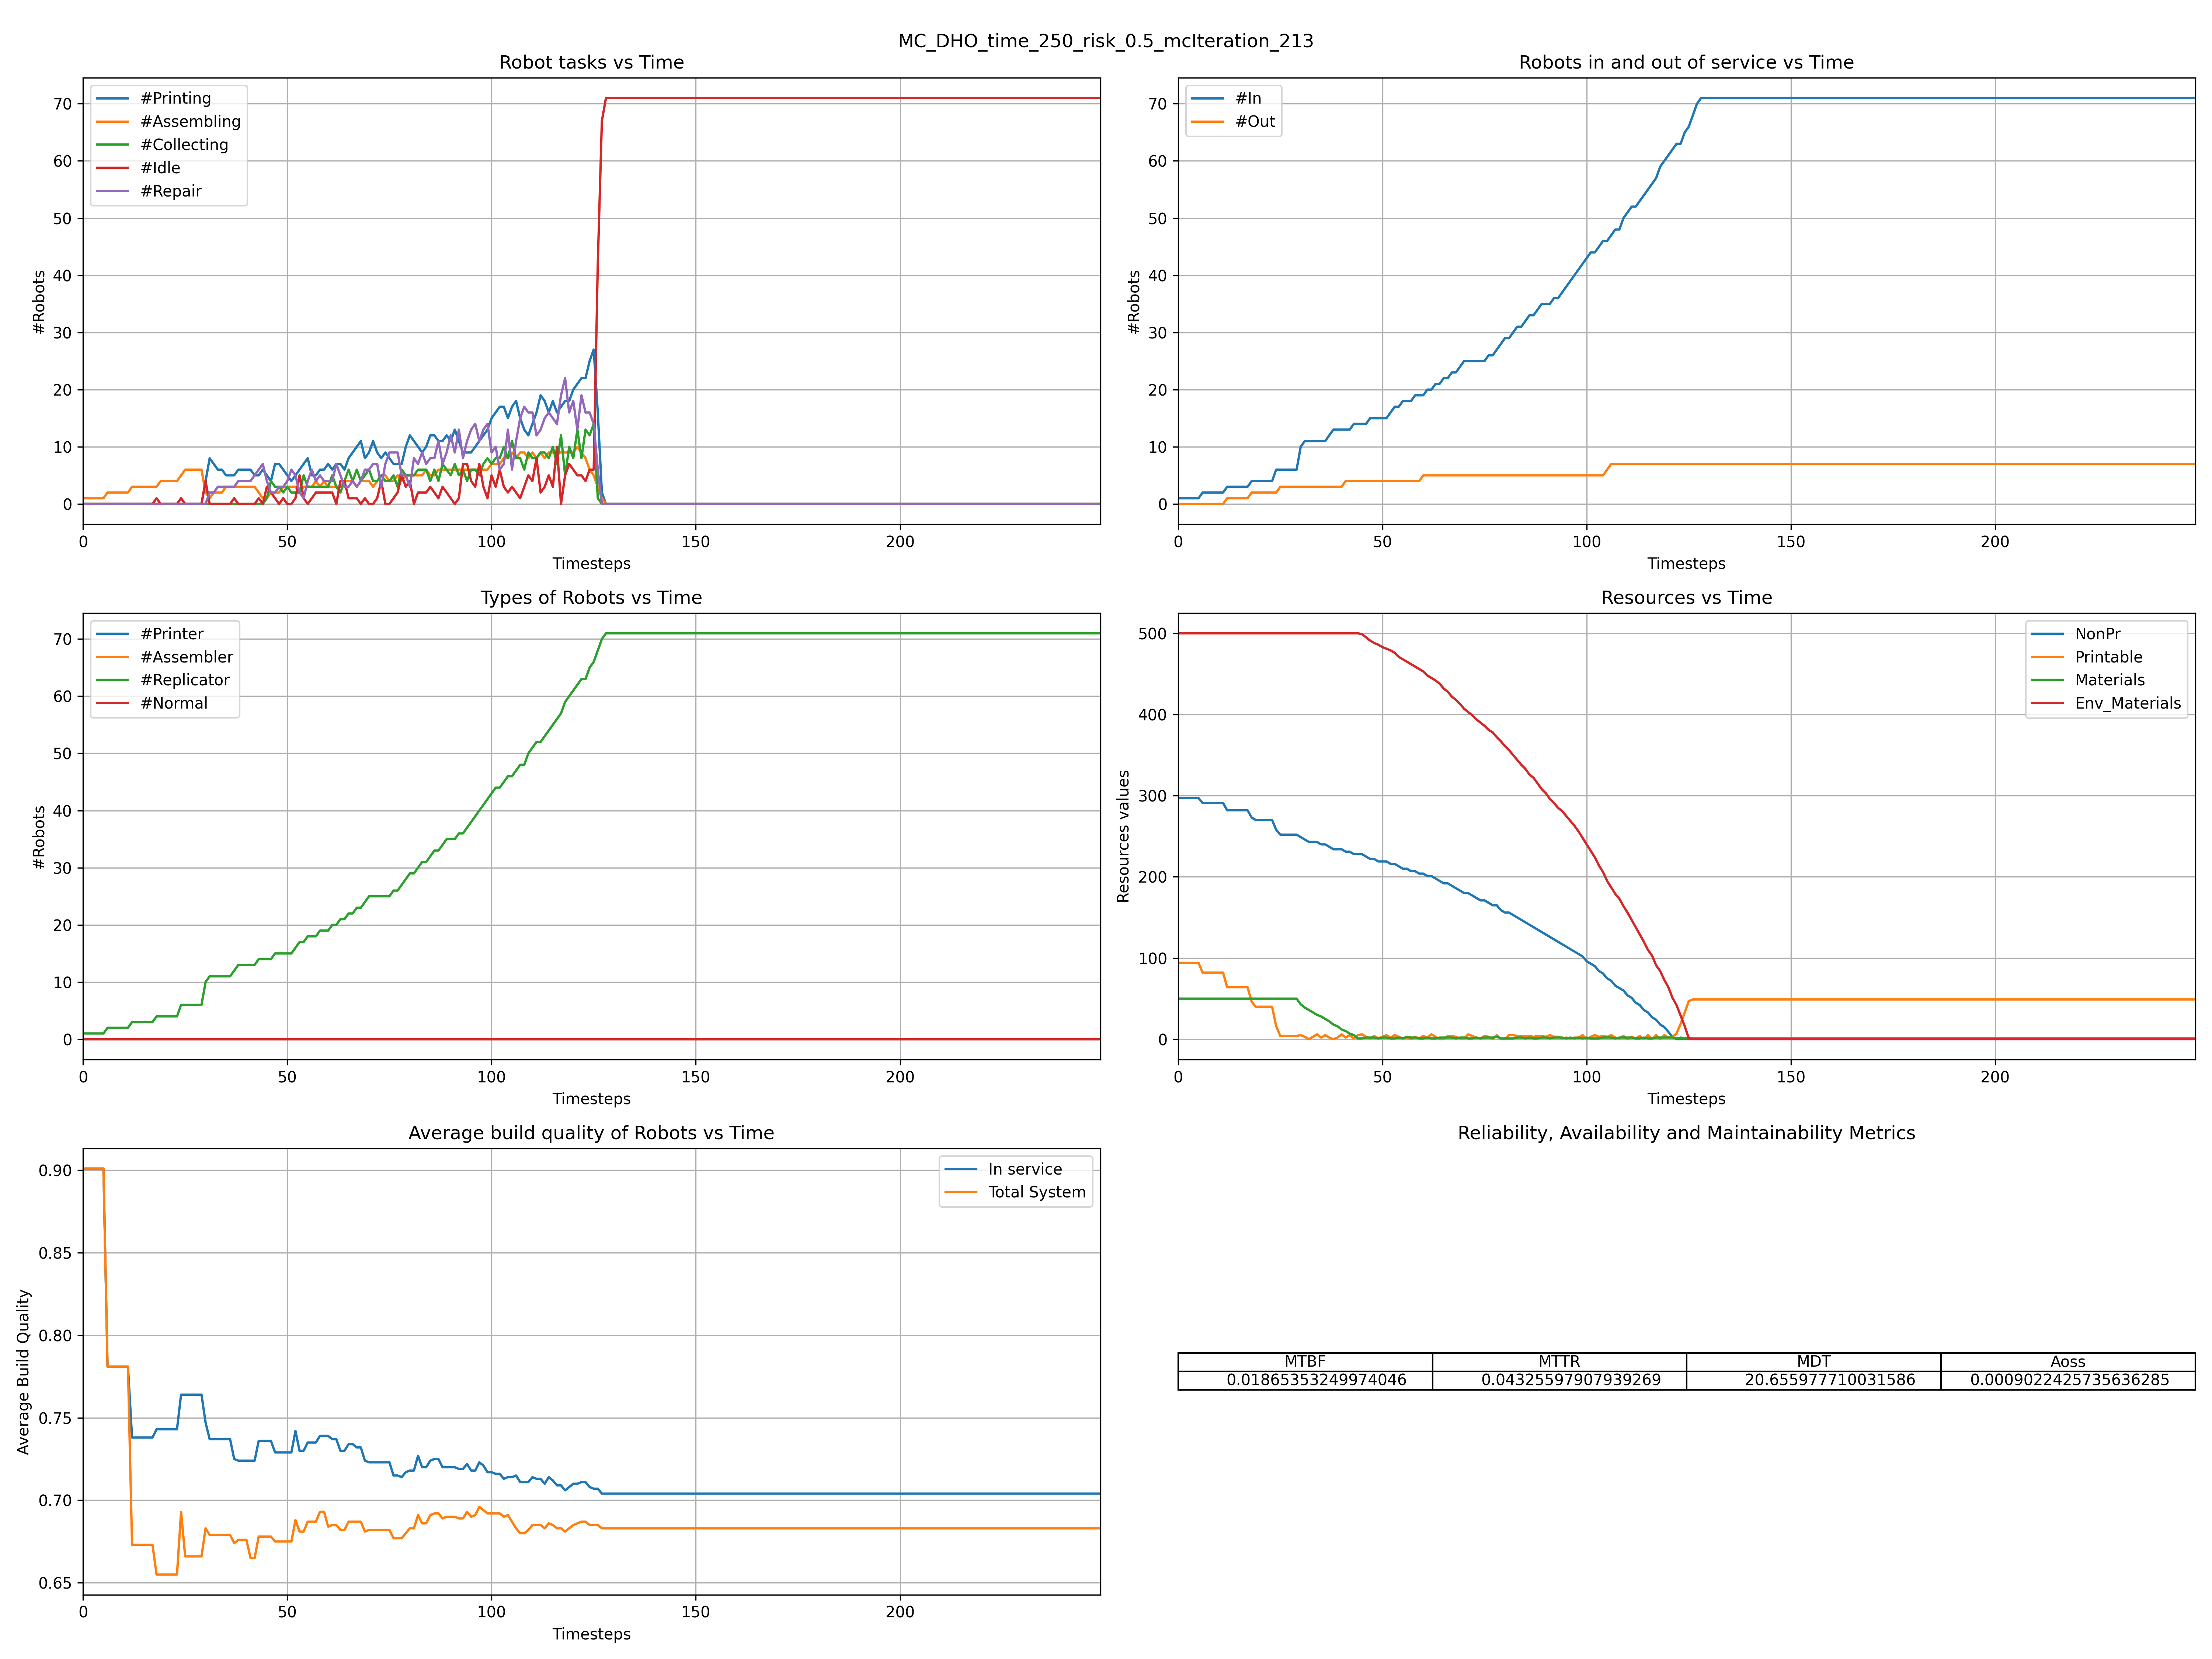 MC_DHO_time_250_risk_0.5_mcIteration_213
Robot tasks vs Time
#Printing
#Assembling
#Collecting
#Idle
#Repair
70
60
50
40
30
20
10
0
#Robots
0 50 100 150 200
Timesteps
Robots in and out of service vs Time
#In
#Out
70
60
50
40
30
20
10
0
#Robots
0 50 100 150 200
Timesteps
Types of Robots vs Time
#Printer
#Assembler
#Replicator
#Normal
70
60
50
40
30
20
10
0
#Robots
0 50 100 150 200
Timesteps
Resources vs Time
NonPr
Printable
Materials
Env_Materials
500
400
300
200
100
0
Resources values
0 50 100 150 200
Timesteps
Average build quality of Robots vs Time
In service
Total System
0.90
0.85
0.80
0.75
0.70
0.65
Average Build Quality
0 50 100 150 200
Timesteps
Reliability, Availability and Maintainability Metrics
MTBF MTTR MDT Aoss
0.01865353249974046 0.04325597907939269 20.655977710031586 0.0009022425735636285